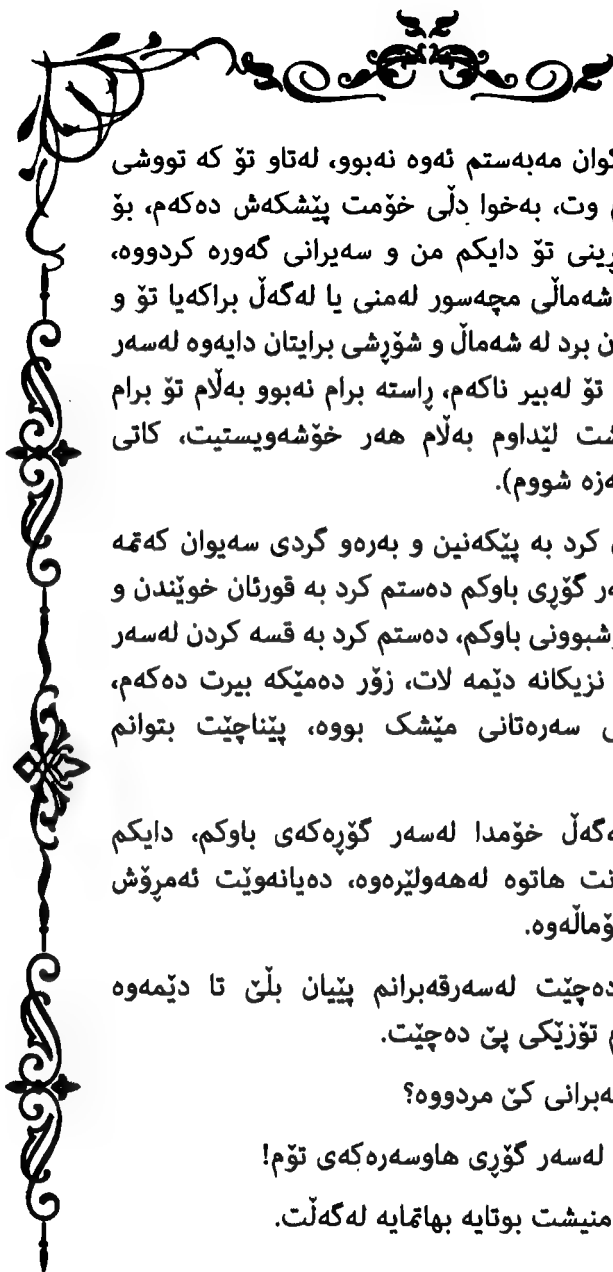 توان مەبەستم ئەوە نەبوو، لەتاو تۆ کە تووشی
وت، بەخوا دڵی خۆمت پێشکەش دەکەم، بۆ
ڕینی تۆ دایکم من و سەیرانی گەورە کردووە،
شەماڵی مچەسور لەمنی یا لەگەڵ براکەیا تۆ و
ن برد لە شەماڵ و شۆڕشی برایتان دایەوە لەسەر
تۆ لەبیر ناکەم، ڕاستە برام نەبوو بەڵام تۆ برام
شت لێداوم بەڵام هەر خۆشەویستیت، کاتی
ەزە شووم).
کرد بە پێکەنین و بەرەو گردی سەیوان کەتمە
ەر گۆڕی باوکم دەستم کرد بە قورئان خوێندن و
شبوونی باوکم، دەستم کرد بە قسە کردن لەسەر
نزیکانە دێمە لات، زۆر دەمێکە بیرت دەکەم،
ی سەرەتانی مێشک بووە، پێناچێت بتوانم
ەگەڵ خۆمدا لەسەر گۆڕەکەی باوکم، دایکم
نت هاتوە لەهەولێرەوە، دەیانەوێت ئەمڕۆش
ۆماڵەوە.
دەچێت لەسەرقەبرانم پێیان بڵێ تا دێمەوە
م تۆزێکی پێ دەچێت.
ەبرانی کێ مردووە؟
لەسەر گۆڕی هاوسەرەکەی تۆم!
منیشت بوتایە بهاتمایە لەگەڵت.